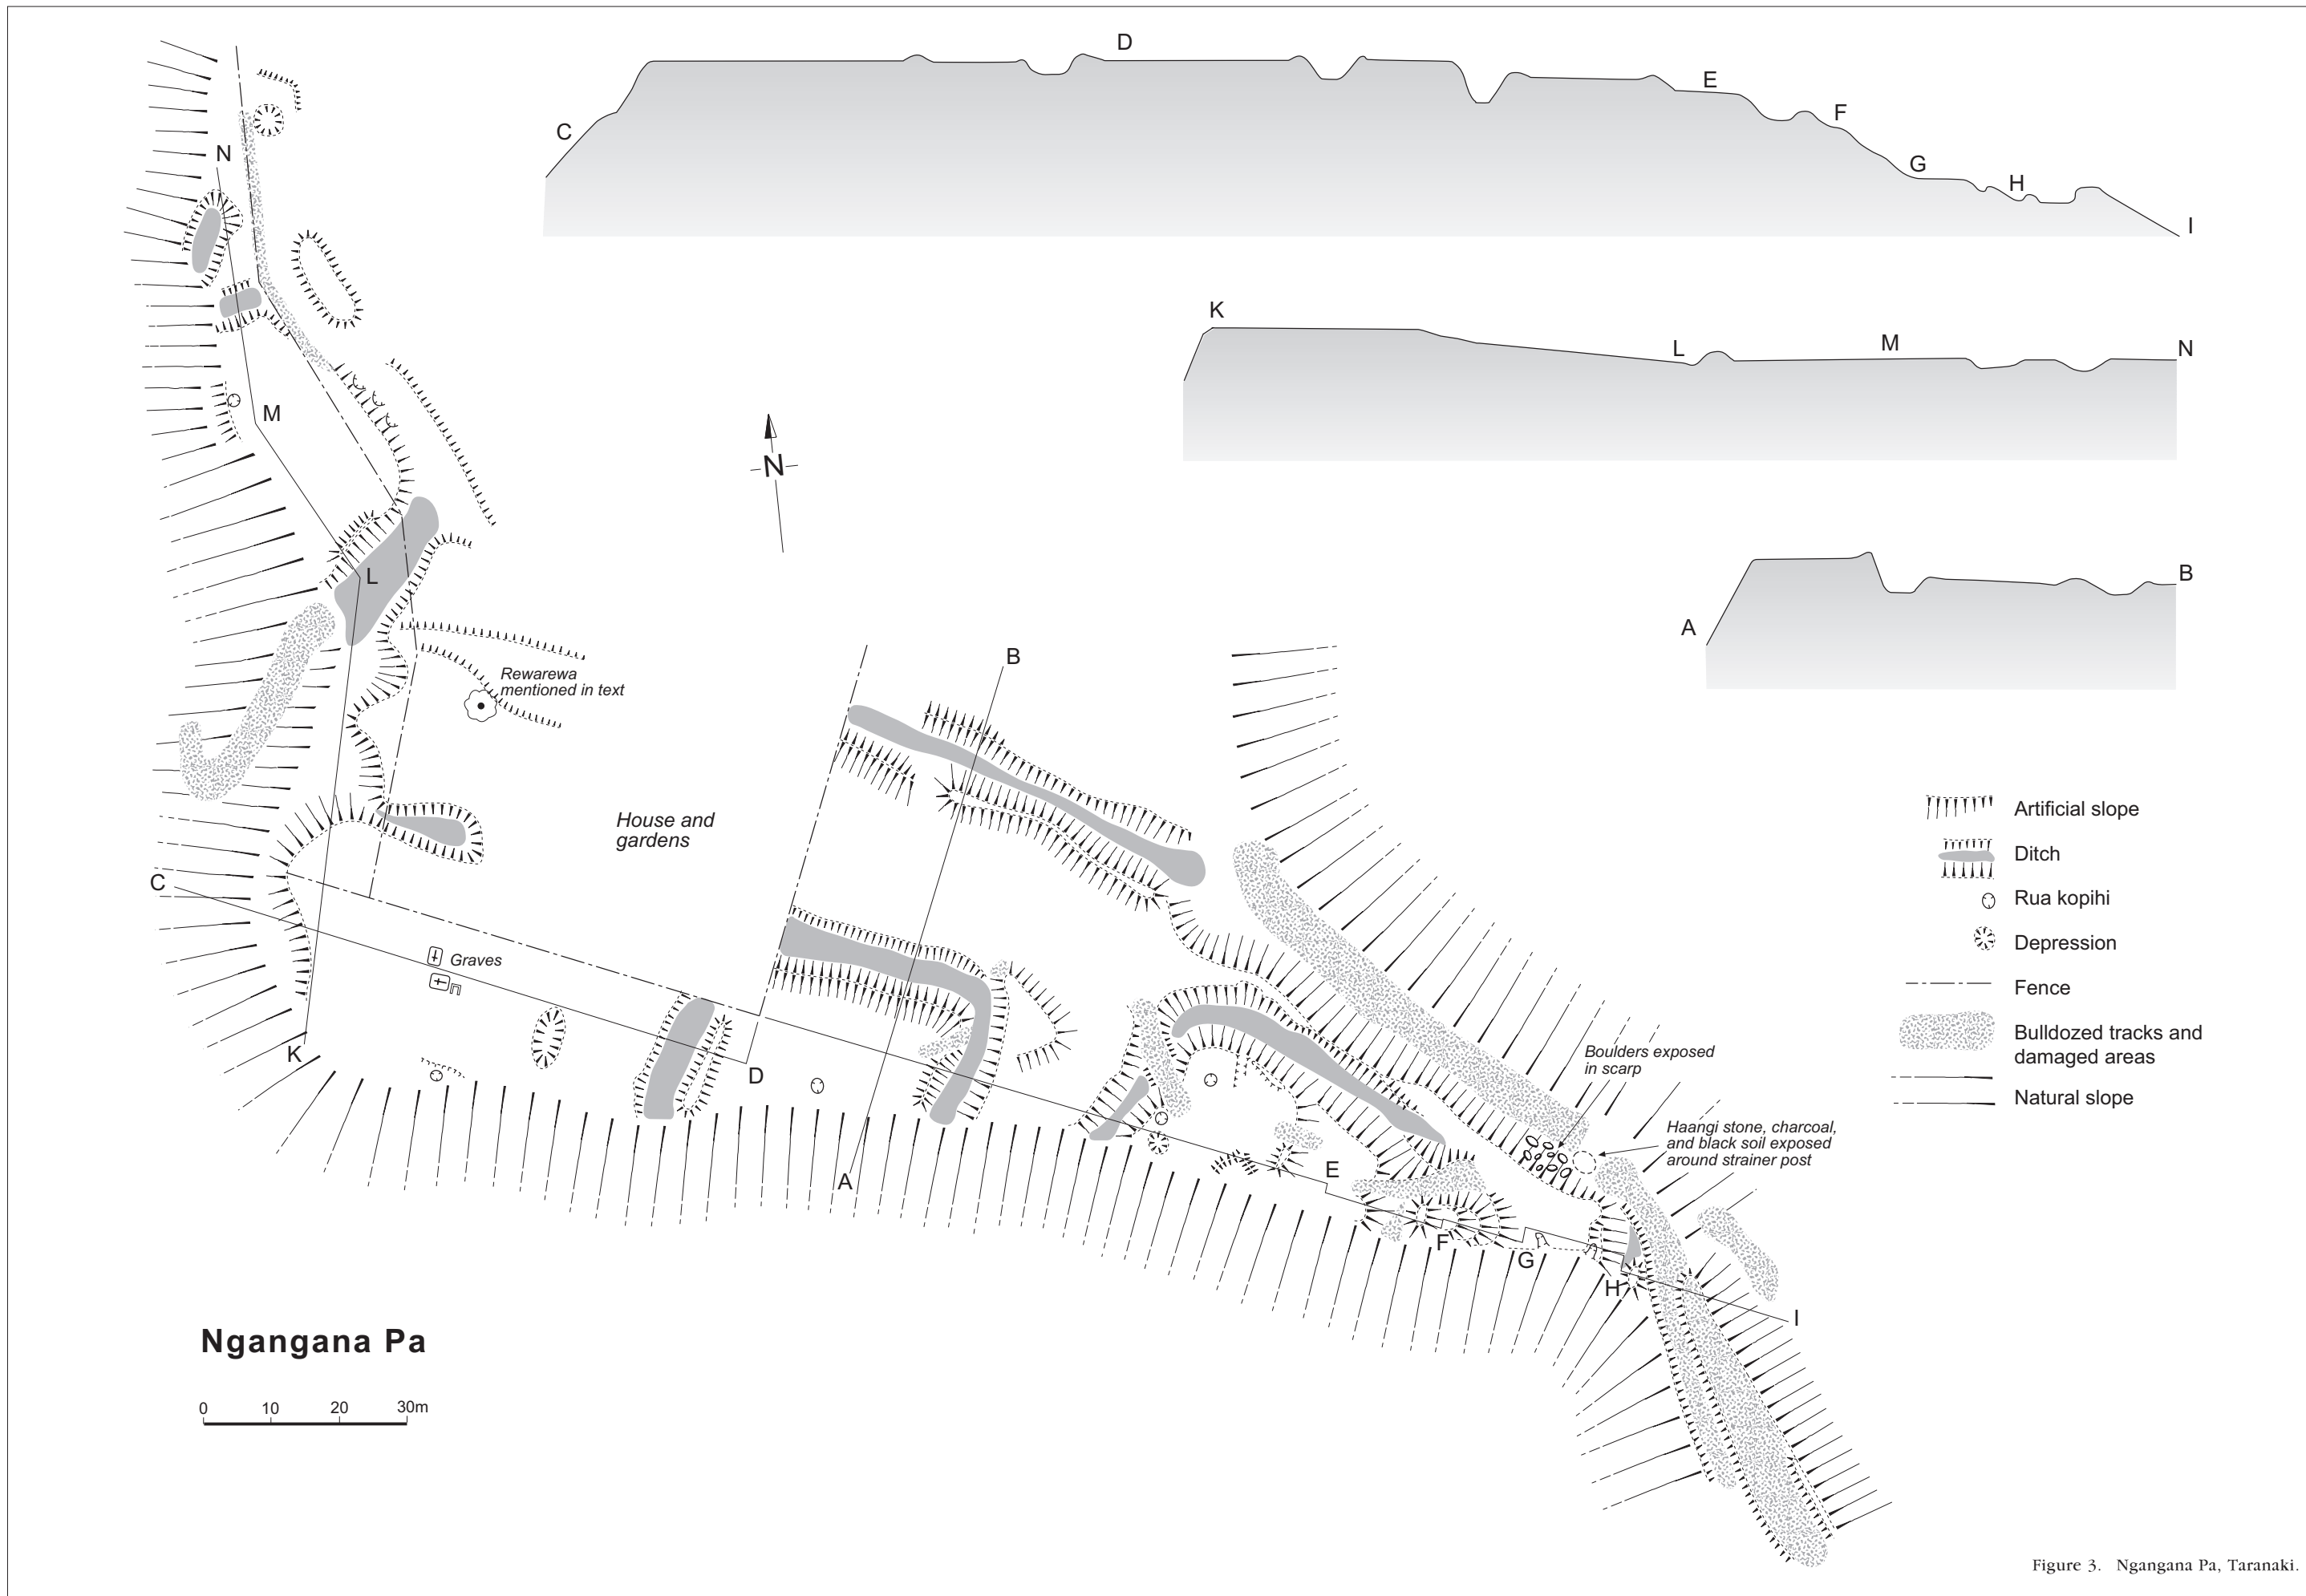 D
E
F
C
G
H
I
N
K
L
M
N
M
N
B
A
L
B
Rewarewa
mentioned in text
House and
gardens
C
Graves
K
D
A
E
F
G
H
I
Boulders exposed
in scarp
Haangi stone, charcoal,
and black soil exposed
around strainer post
Artificial slope
Ditch
Rua kopihi
Depression
Fence
Bulldozed tracks and
damaged areas
Natural slope
Ngangana Pa
0 10 20 30m
Figure 3. Ngangana Pa, Taranaki.